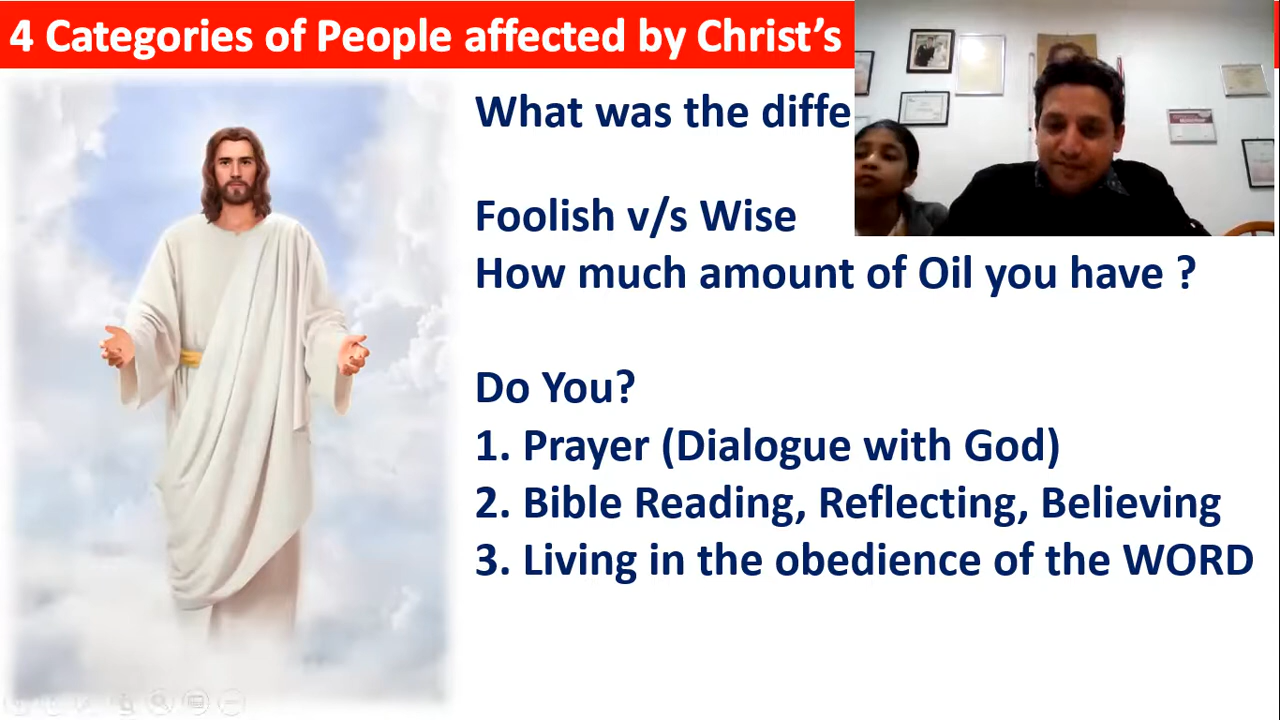 4 Categories of People affected by Christ’s
What was the diffe
Foolish v/s Wise
How much amount of Oil you have ?
Do You?
1. Prayer (Dialogue with God)
2. Bible Reading, Reflecting, Believing
3. Living in the obedience of the WORD